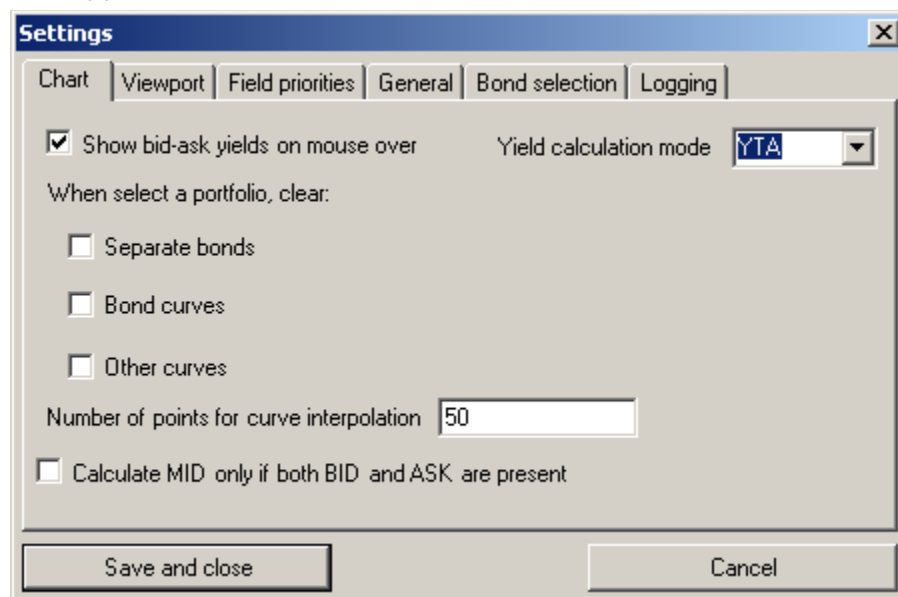 Settings
Chart Viewport Field priorities General Bond selection Logging
Show bid-ask yields on mouse over Yield calculation mode YTA
When select a portfolio, clear:
Separate bonds
Bond curves
Other curves
Number of points for curve interpolation 50
Calculate MID only if both BID and ASK are present
Save and close Cancel